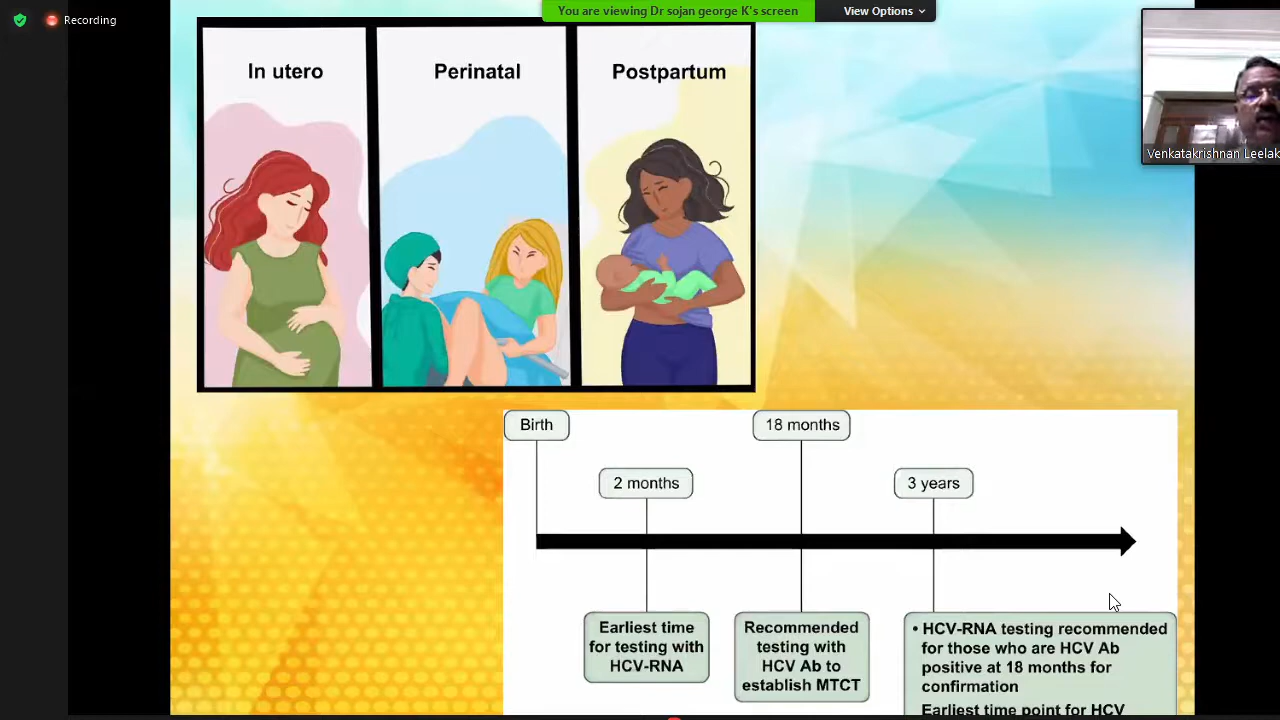 Recording
You are viewing Dr sojan george K's screen
View Options
Venkatakrishnan Leelak
In utero
Perinatal
Postpartum
Birth
18 months
2 months
3 years
Earliest time
for testing with
HCV-RNA
Recommended
testing with
HCV Ab to
establish MTCT
• HCV-RNA testing recommended
for those who are HCV Ab
positive at 18 months for
confirmation
Earliest time point for HCV